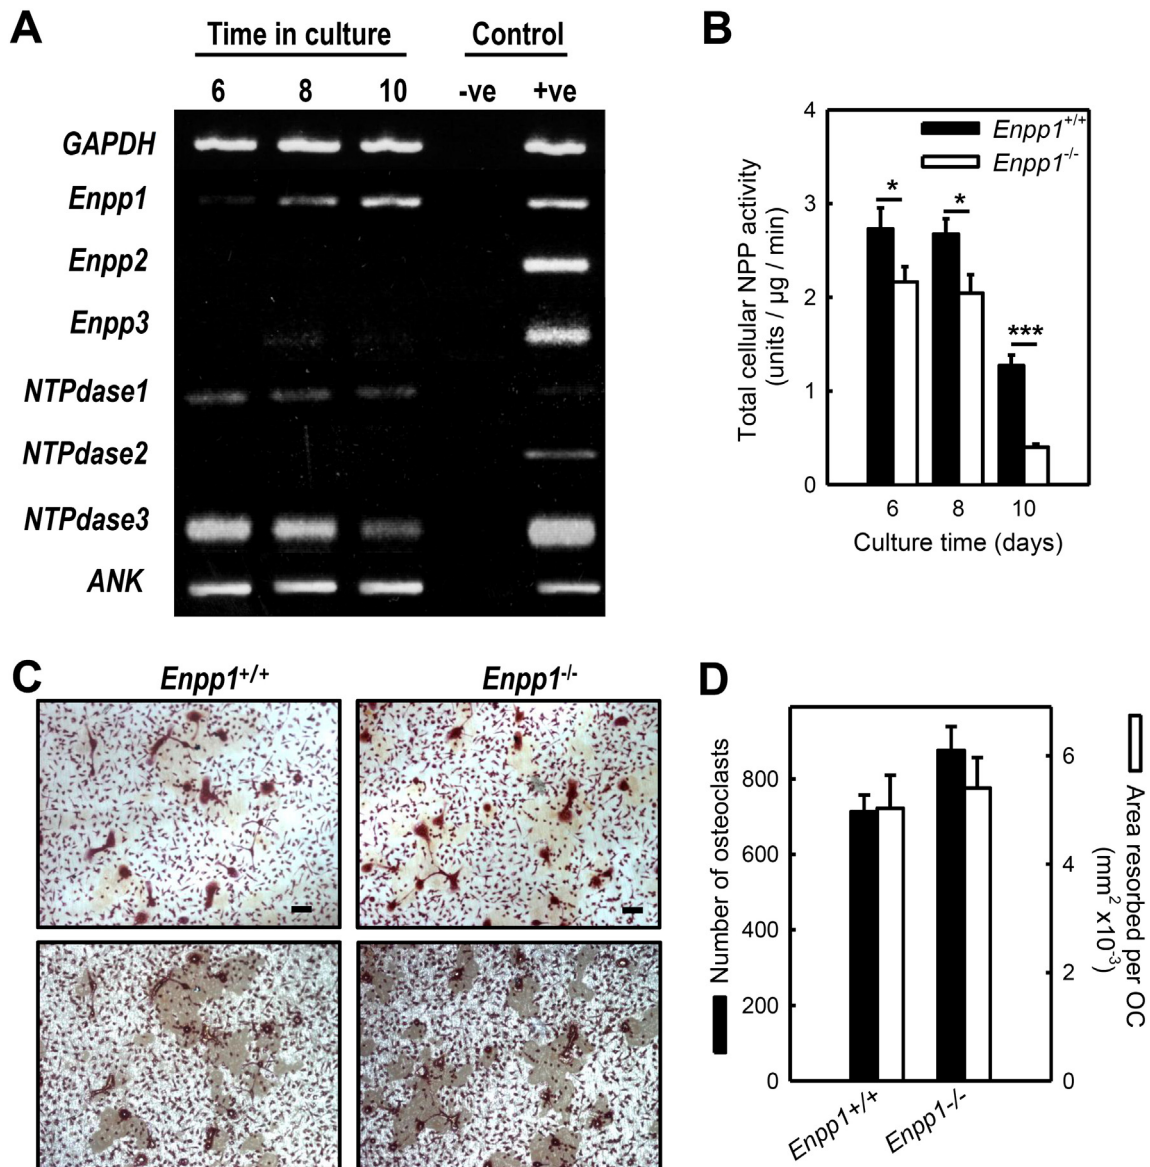 A
Time in culture Control
6 8 10 -ve +ve
GAPDH
Enpp1
Enpp2
Enpp3
NTPdase1
NTPdase2
NTPdase3
ANK
B
4
3
2
1
0
Total cellular NPP activity
(units / µg / min)
Enpp1+/+
Enpp1-/-
*
*
***
6 8 10
Culture time (days)
C
Enpp1+/+ Enpp1-/-
D
Number of osteoclasts
800
600
400
200
0
6
4
2
0
Area resorbed per OC
(mm2 x10-3)
Enpp1+/+
Enpp1-/-